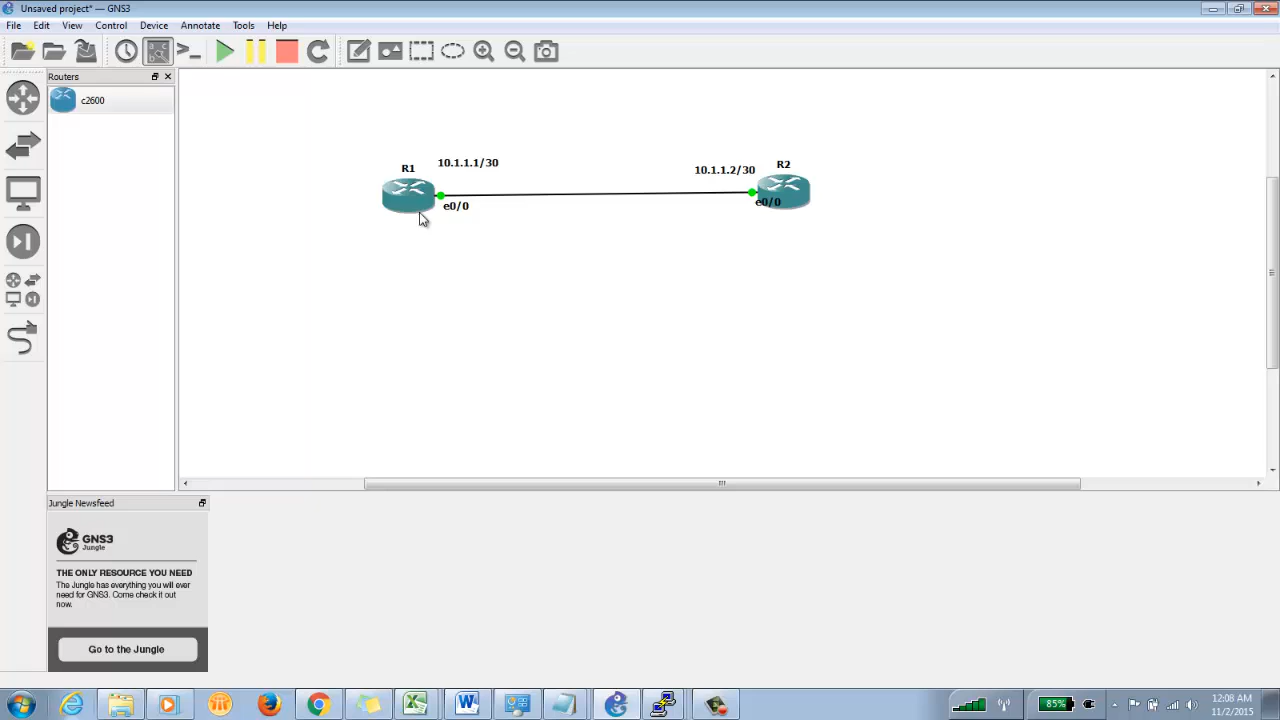 Unsaved project* — GNS3
File Edit View Control Device Annotate Tools Help
Routers
c2600
R1
10.1.1.1/30
e0/0
10.1.1.2/30
R2
e0/0
Jungle Newsfeed
GNS3
Jungle
THE ONLY RESOURCE YOU NEED
The Jungle has everything you will ever
need for GNS3. Come check it out
now.
Go to the Jungle
85%
12:08 AM
11/2/2015